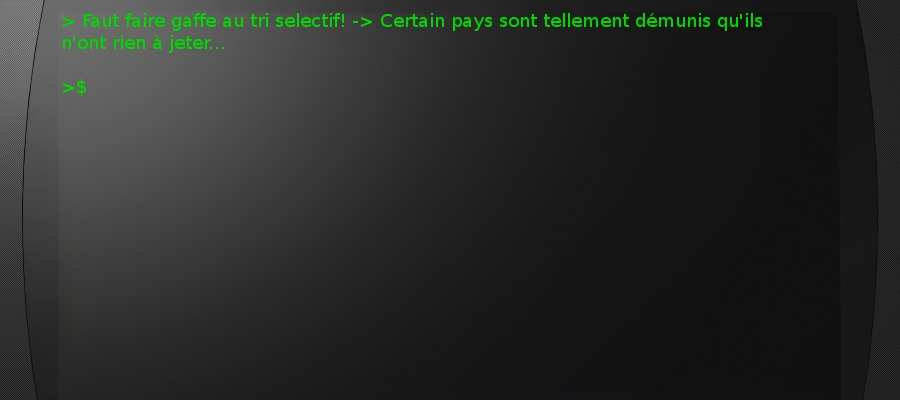 > Faut faire gaffe au tri selectif! -> Certain pays sont tellement démunis qu'ils
n'ont rien à jeter...
>$